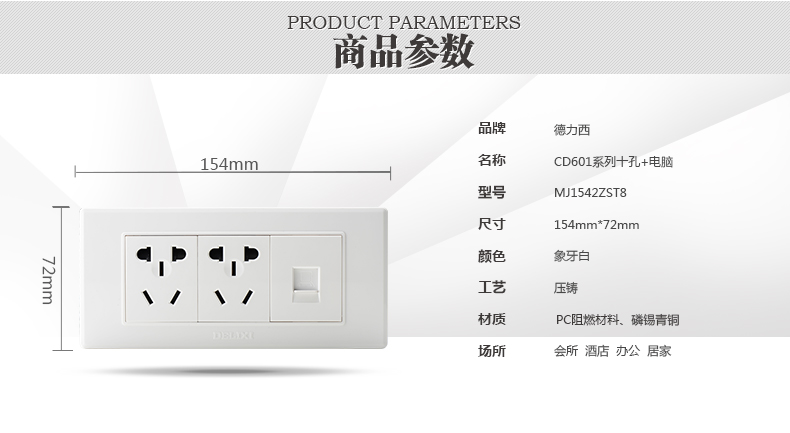 PRODUCT PARAMETERS
商品参数
154mm
72mm
DELIXI
品牌 德力西
名称 CD601系列十孔+电脑
型号 MJ1542ZST8
尺寸 154mm*72mm
颜色 象牙白
工艺 压铸
材质 PC阻燃材料、磷锡青铜
场所 会所 酒店 办公 居家